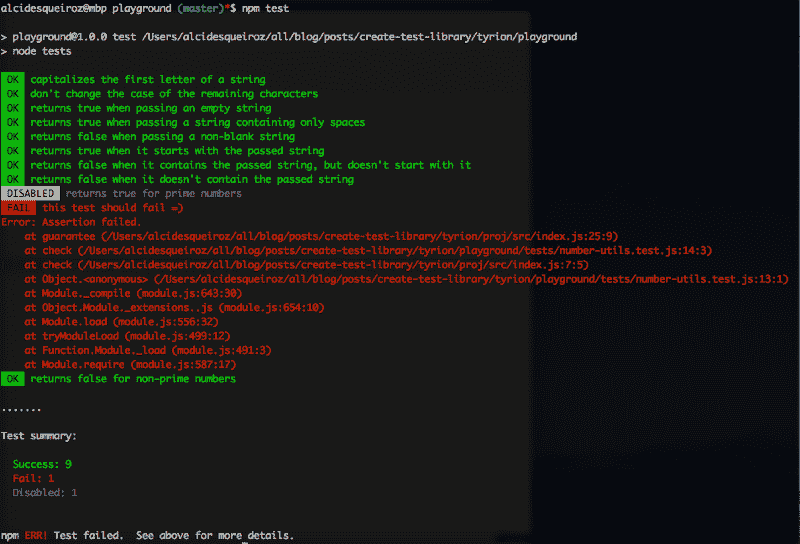 alcidesqueiroz@mbp playground (master)*$ npm test
> playground@1.0.0 test /Users/alcidesqueiroz/all/blog/posts/create-test-library/tyrion/playground
> node tests
OK capitalizes the first letter of a string
OK don't change the case of the remaining characters
OK returns true when passing an empty string
OK returns true when passing a string containing only spaces
OK returns false when passing a non-blank string
OK returns true when it starts with the passed string
OK returns false when it contains the passed string, but doesn't start with it
OK returns false when it doesn't contain the passed string
DISABLED returns true for prime numbers
FAIL this test should fail =)
Error: Assertion failed.
at guarantee (/Users/alcidesqueiroz/all/blog/posts/create-test-library/tyrion/proj/src/index.js:25:9)
at check (/Users/alcidesqueiroz/all/blog/posts/create-test-library/tyrion/playground/tests/number-utils.test.js:14:3)
at check (/Users/alcidesqueiroz/all/blog/posts/create-test-library/tyrion/proj/src/index.js:7:5)
at Object.<anonymous> (/Users/alcidesqueiroz/all/blog/posts/create-test-library/tyrion/playground/tests/number-utils.test.js:13:1)
at Module._compile (module.js:643:30)
at Object.Module._extensions..js (module.js:654:10)
at Module.load (module.js:556:32)
at tryModuleLoad (module.js:499:12)
at Function.Module._load (module.js:491:3)
at Module.require (module.js:587:17)
OK returns false for non-prime numbers
.......
Test summary:
Success: 9
Fail: 1
Disabled: 1
npm ERR! Test failed.  See above for more details.